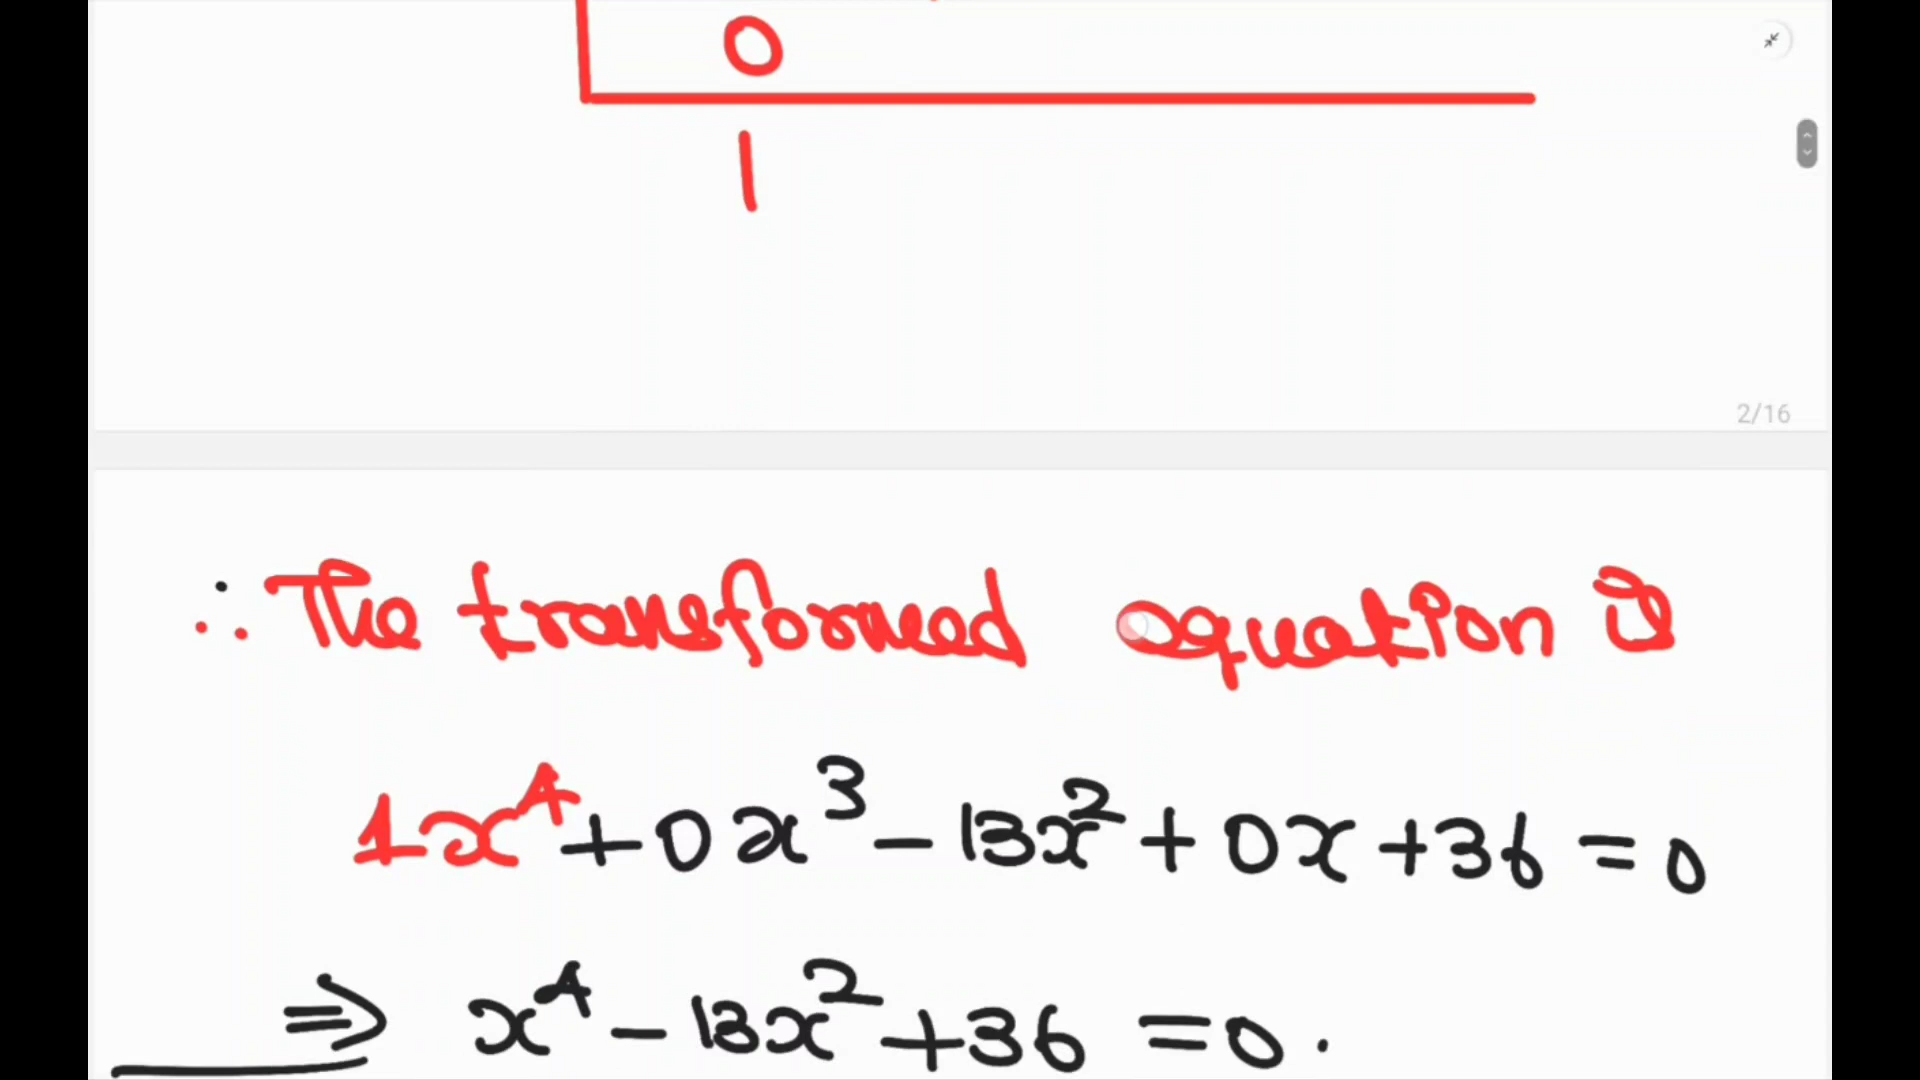 0
1
2/16
∴ The transformed equation is
1x⁴ + 0x³ - 13x² + 0x + 36 = 0
⇒ x⁴ - 13x² + 36 = 0.